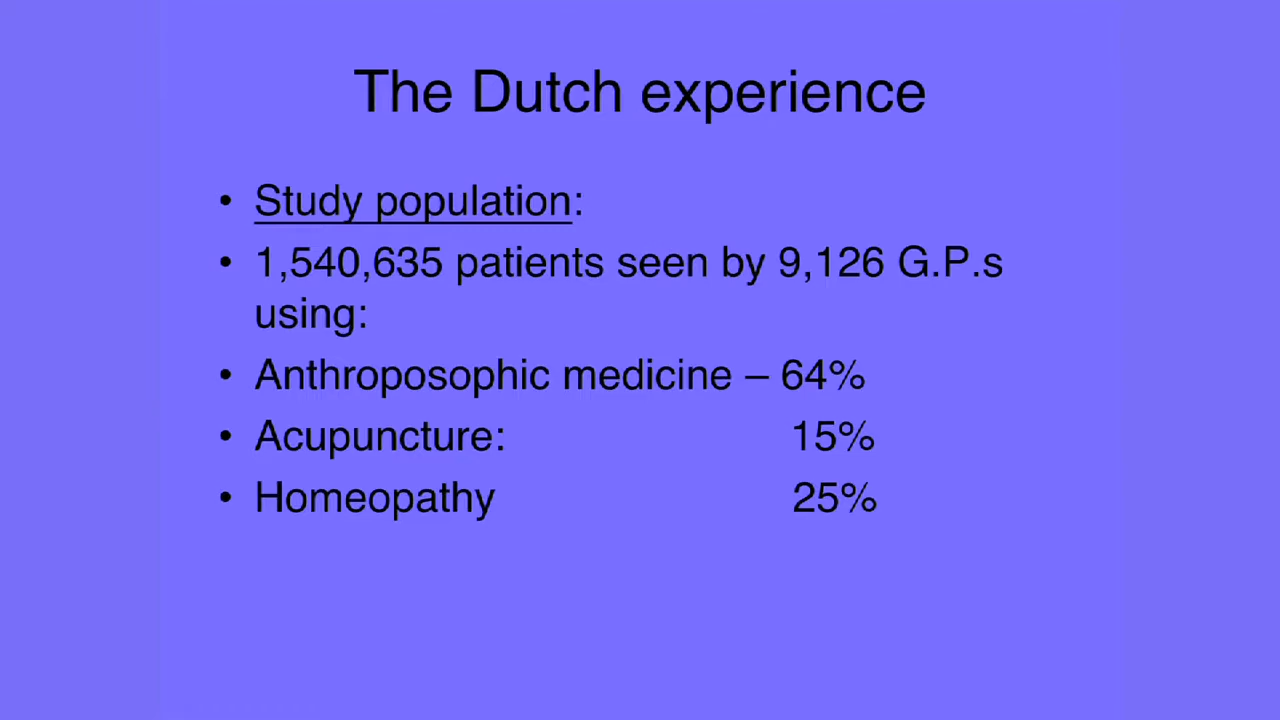 The Dutch experience
• Study population:
• 1,540,635 patients seen by 9,126 G.P.s
using:
• Anthroposophic medicine – 64%
• Acupuncture: 15%
• Homeopathy 25%